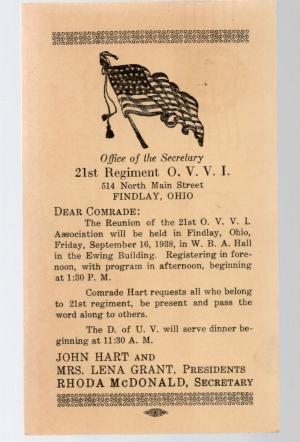 Office of the Secretary
21st Regiment O. V. V. I.
514 North Main Street
FINDLAY, OHIO
DEAR COMRADE:
The Reunion of the 21st O. V. V. I.
Association will be held in Findlay, Ohio,
Friday, September 16, 1938, in W. B. A. Hall
in the Ewing Building. Registering in fore-
noon, with program in afternoon, beginning
at 1:30 P. M.
Comrade Hart requests all who belong
to 21st regiment, be present and pass the
word along to others.
The D. of U. V. will serve dinner be-
ginning at 11:30 A. M.
JOHN HART AND
MRS. LENA GRANT, PRESIDENTS
RHODA McDONALD, SECRETARY